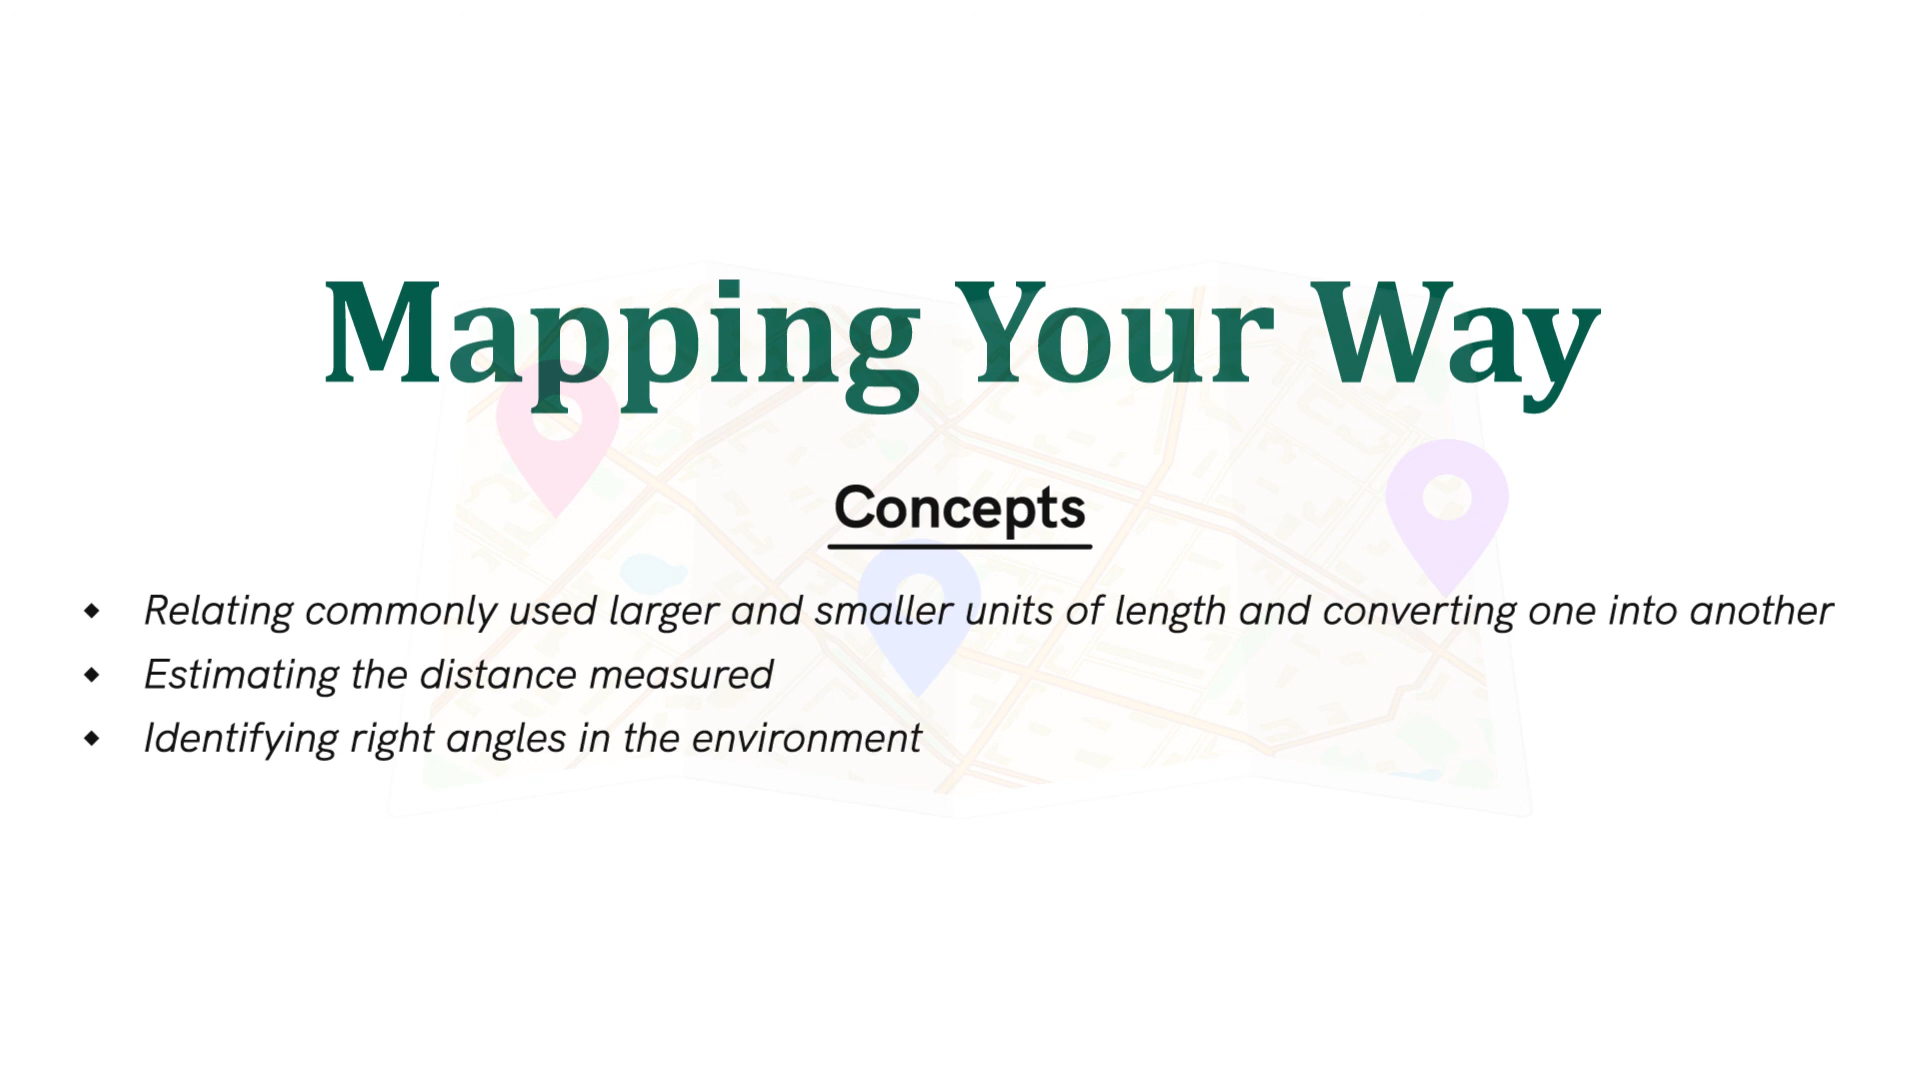 Mapping Your Way
Concepts
◆ Relating commonly used larger and smaller units of length and converting one into another
◆ Estimating the distance measured
◆ Identifying right angles in the environment